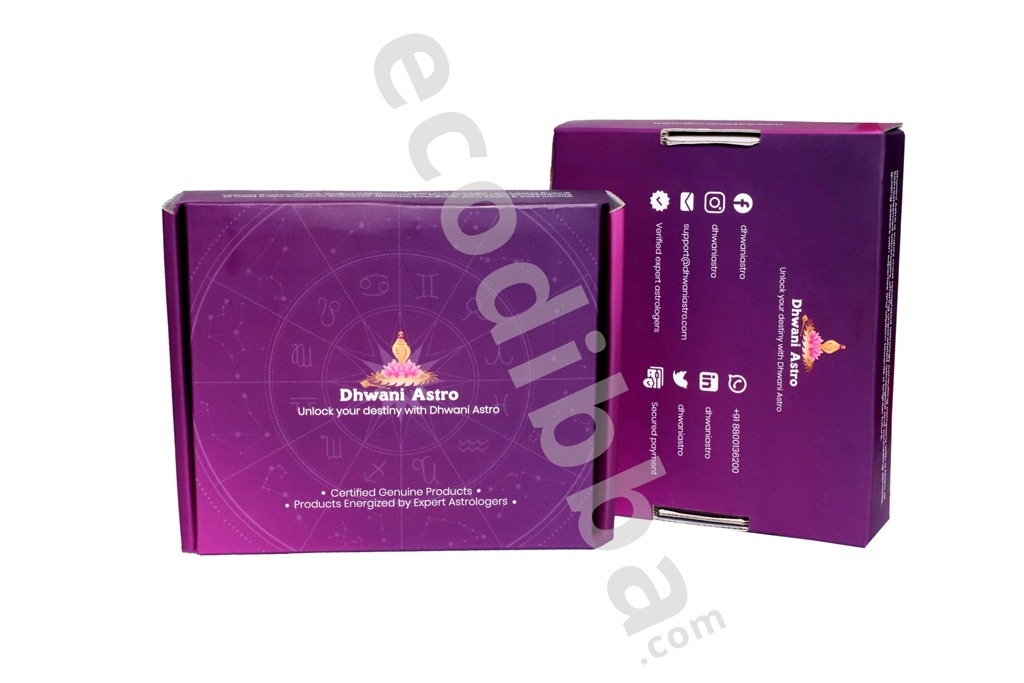 Dhwani Astro
Unlock your destiny with Dhwani Astro
• Certified Genuine Products •
• Products Energized by Expert Astrologers •
Dhwani Astro
Unlock your destiny with Dhwani Astro
dhwaniastro
dhwaniastro
support@dhwaniastro.com
Verified expert astrologers
+91 8800136200
dhwaniastro
dhwaniastro
Secured payment
ecodibba
.com